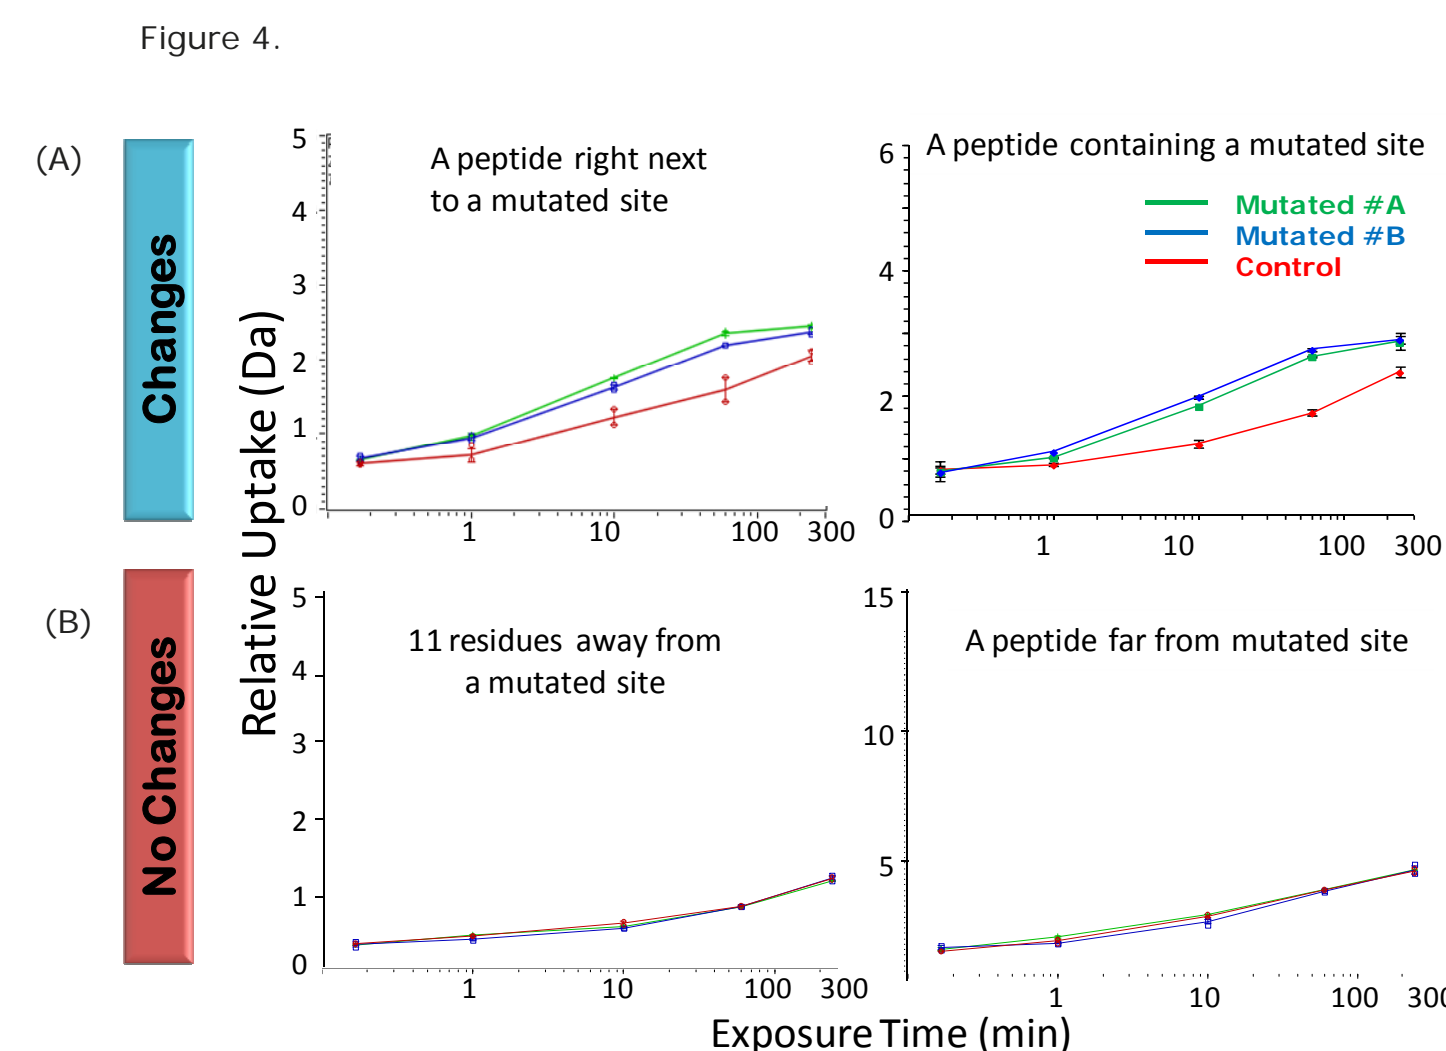 Figure 4.
(A)
Changes
(B)
No Changes
Relative Uptake (Da)
A peptide right next
to a mutated site
5
4
3
2
1
0
1
10
100
300
A peptide containing a mutated site
Mutated #A
Mutated #B
Control
6
4
2
0
1
10
100
300
11 residues away from
a mutated site
5
4
3
2
1
0
1
10
100
300
A peptide far from mutated site
15
10
5
1
10
100
300
Exposure Time (min)